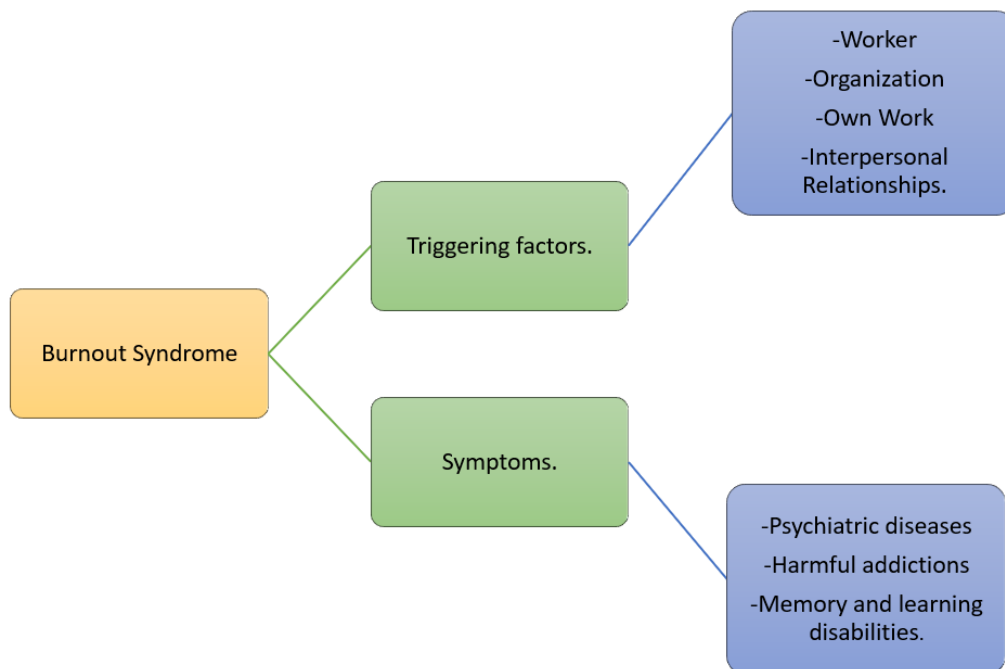 Burnout Syndrome
Triggering factors.
-Worker
-Organization
-Own Work
-Interpersonal
Relationships.
Symptoms.
-Psychiatric diseases
-Harmful addictions
-Memory and learning
disabilities.